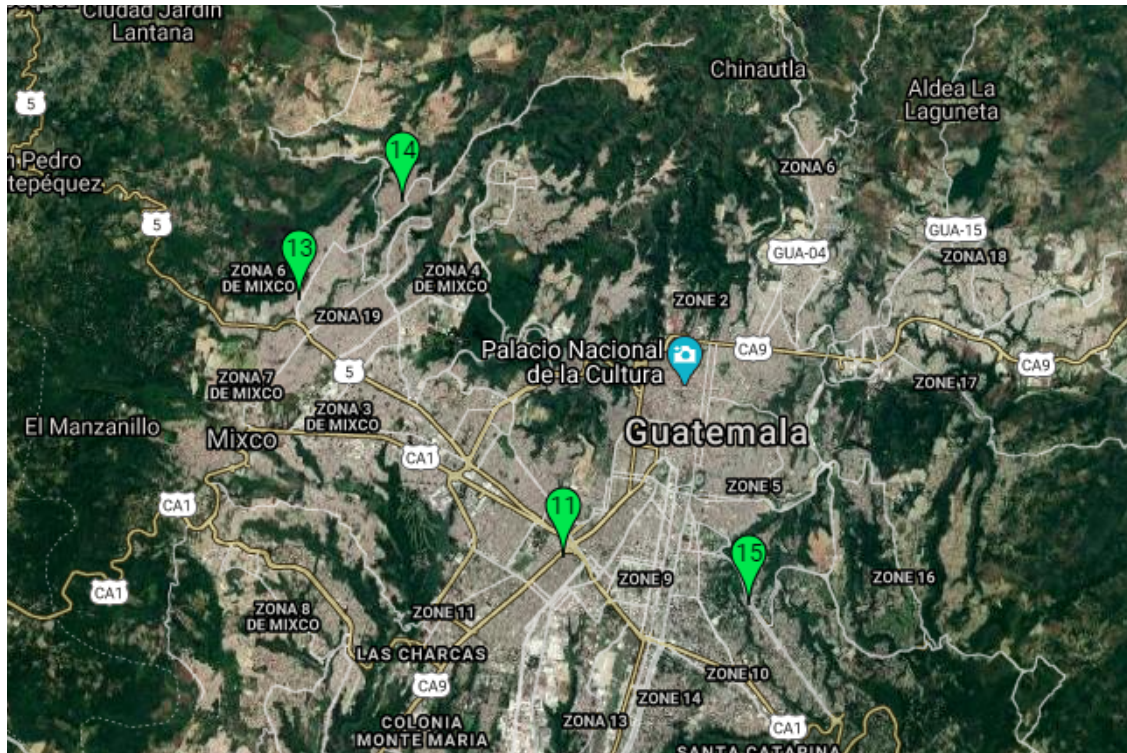 Ciudad Jardín
Lantana
Chinautla
Aldea La
Laguneta
5
14
n Pedro
tepéquez
ZONA 6
5
13
GUA-15
ZONA 6
DE MIXCO
ZONA 4
DE MIXCO
GUA-04
ZONA 18
ZONE 2
ZONA 19
Palacio Nacional
de la Cultura
CA9
CA9
5
ZONA 7
DE MIXCO
ZONE 17
ZONA 3
DE MIXCO
El Manzanillo
Mixco
Guatemala
CA1
ZONE 5
CA1
11
15
ZONE 9
ZONE 16
CA1
ZONA 8
DE MIXCO
ZONE 11
LAS CHARCAS
ZONE 10
CA9
ZONE 14
COLONIA
MONTE MARIA
ZONA 13
CA1
SANTA CATARINA